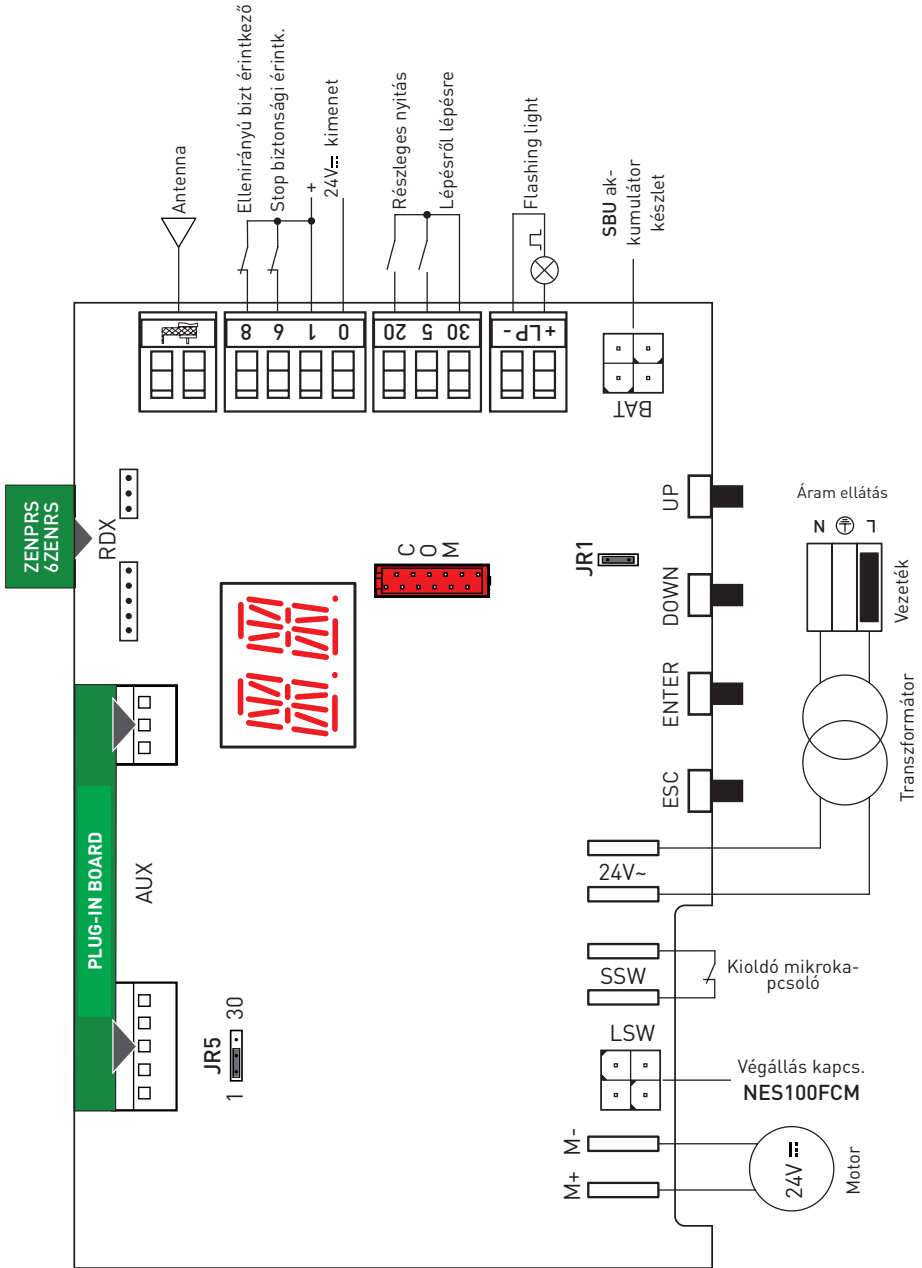 ZENPRS
6ZENRS
RDX
PLUG-IN BOARD
AUX
JR5
1
30
Antenna
8
6
1
0
Ellenirányú bizt érintkező
Stop biztonsági érintk.
+
24V⎓ kimenet
20
5
30
Részleges nyitás
Lépésről lépésre
+LP-
Flashing light
BAT
SBU ak-
kumulátor
készlet
C
O
M
JR1
UP
DOWN
ENTER
ESC
Áram ellátás
N
L
Vezeték
Transzformátor
24V~
SSW
Kioldó mikroka-
pcsoló
LSW
Végállás kapcs.
NES100FCM
M-
M+
24V⎓
Motor